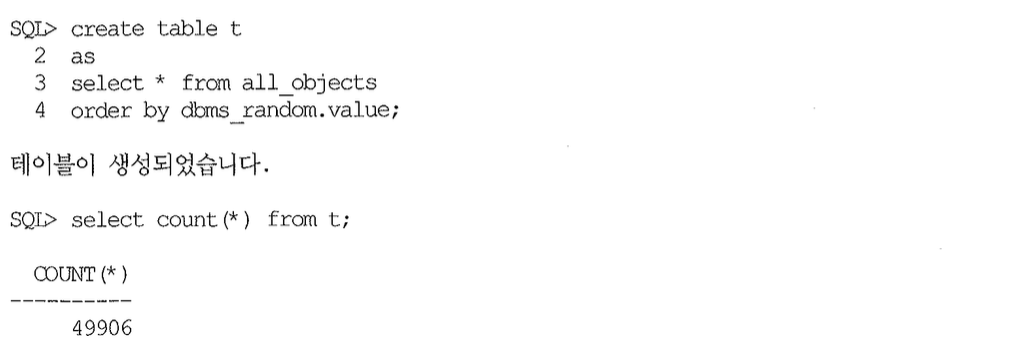 SQL> create table t
2 as
3 select * from all_objects
4 order by dbms_random.value;
테이블이 생성되었습니다.
SQL> select count(*) from t;
COUNT(*)
----------
49906